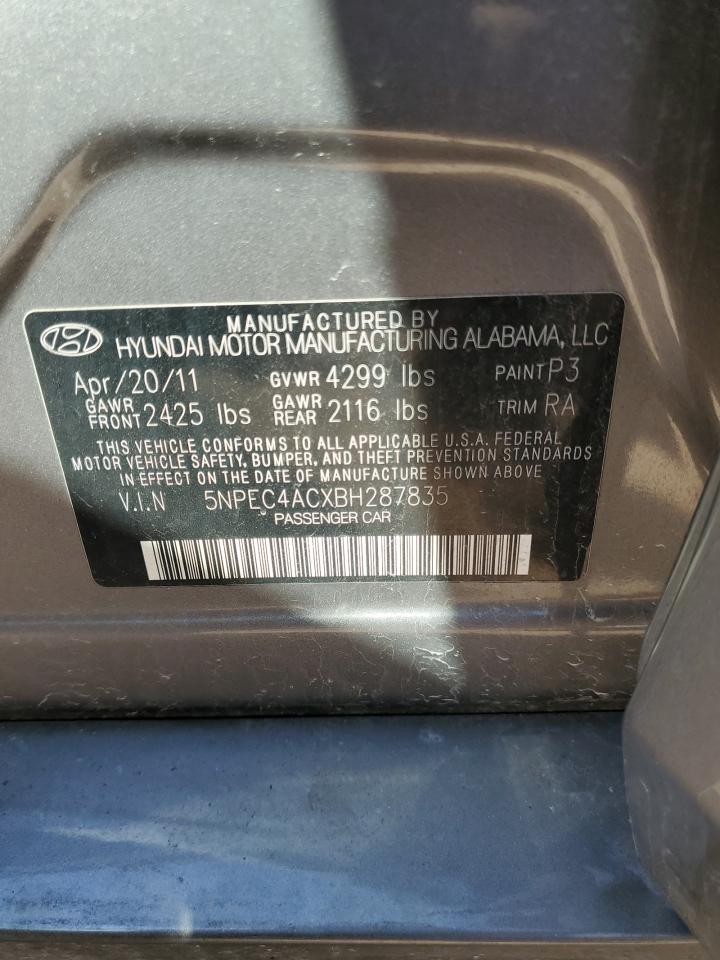 MANUFACTURED BY
HYUNDAI MOTOR MANUFACTURING ALABAMA, LLC
Apr/20/11 GVWR 4299 lbs PAINT P3
GAWR FRONT 2425 lbs GAWR REAR 2116 lbs TRIM RA
THIS VEHICLE CONFORMS TO ALL APPLICABLE U.S.A. FEDERAL
MOTOR VEHICLE SAFETY, BUMPER, AND THEFT PREVENTION STANDARDS
IN EFFECT ON THE DATE OF MANUFACTURE SHOWN ABOVE
V.I.N 5NPEC4ACXBH287835
PASSENGER CAR